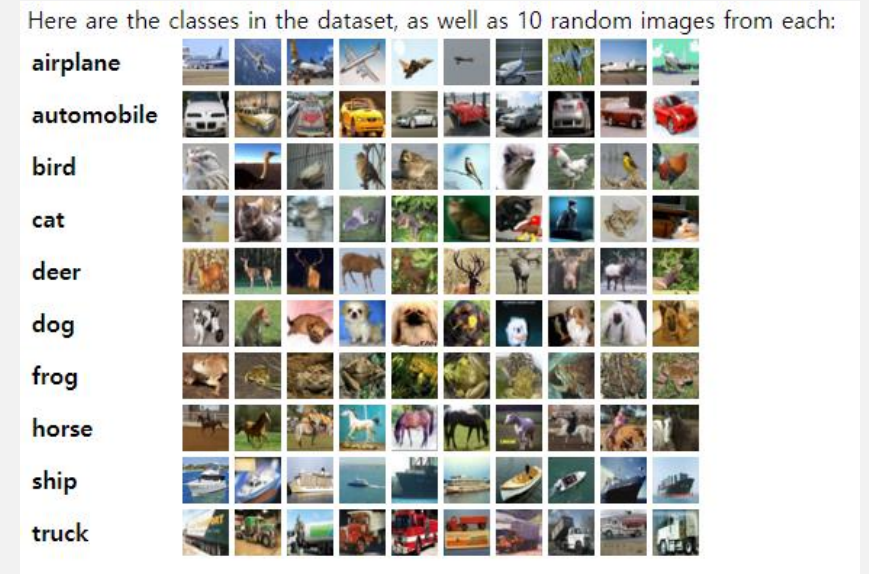 Here are the classes in the dataset, as well as 10 random images from each:
airplane
automobile
bird
cat
deer
dog
frog
horse
ship
truck